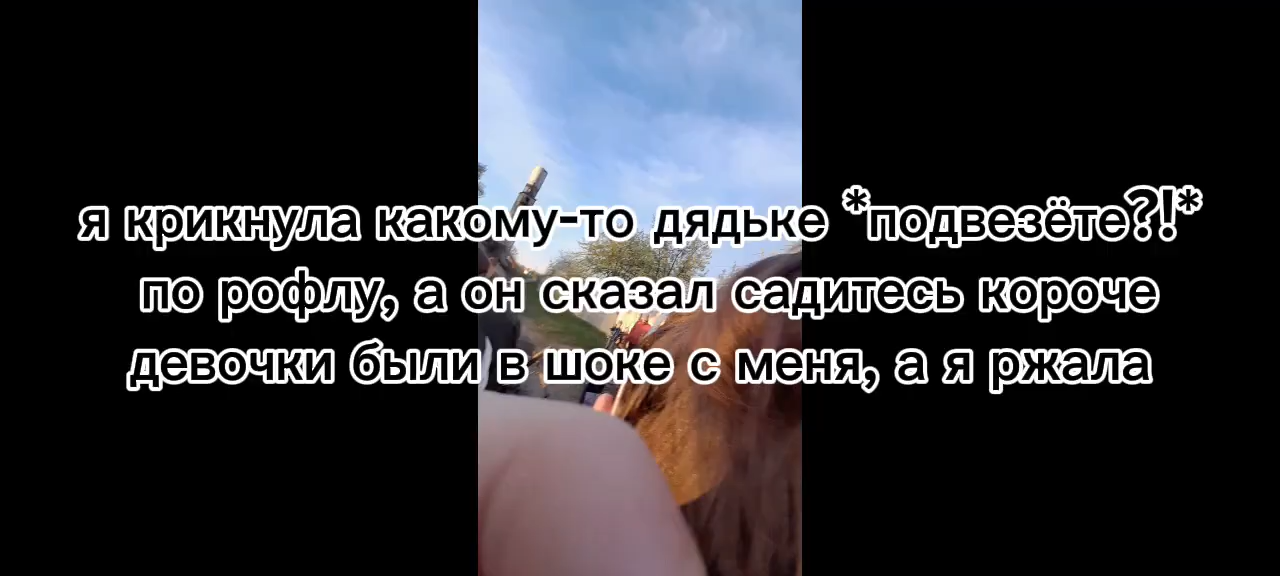 я крикнула какому-то дядьке *подвезёте?!*
по рофлу, а он сказал садитесь короче
девочки были в шоке с меня, а я ржала